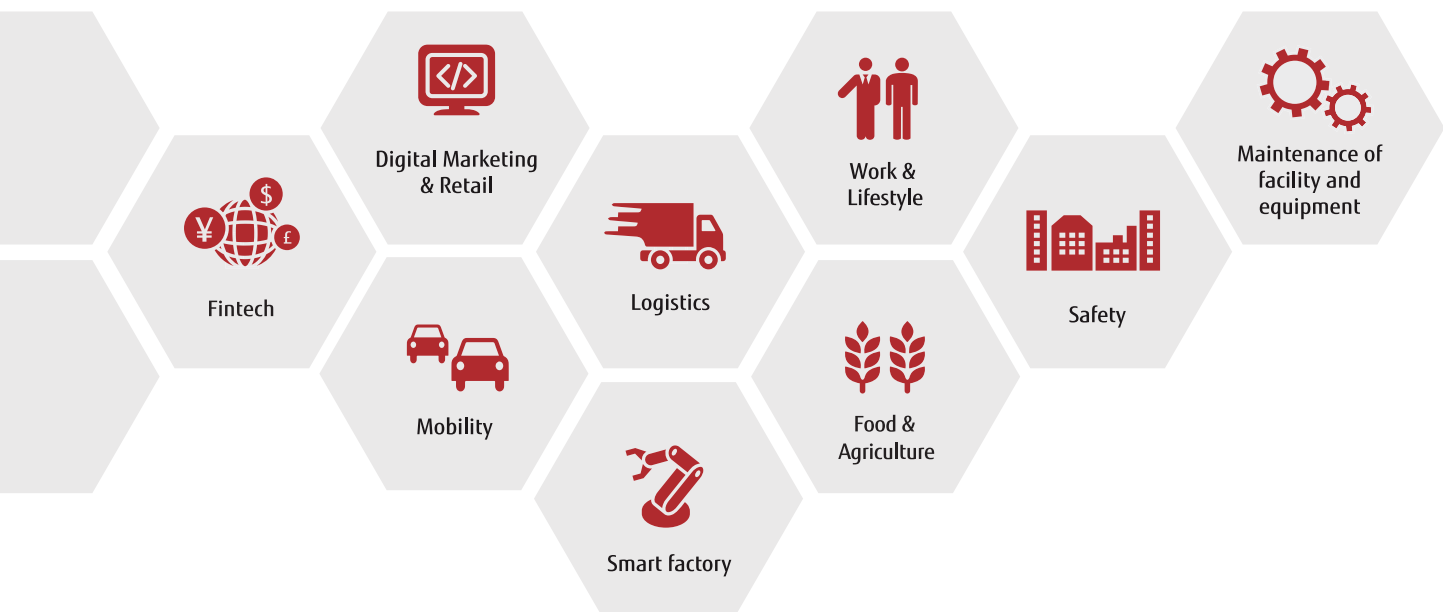 Digital Marketing
& Retail
Work &
Lifestyle
Maintenance of
facility and
equipment
¥
$
£
</>
Fintech
Logistics
Safety
Mobility
Food &
Agriculture
Smart factory